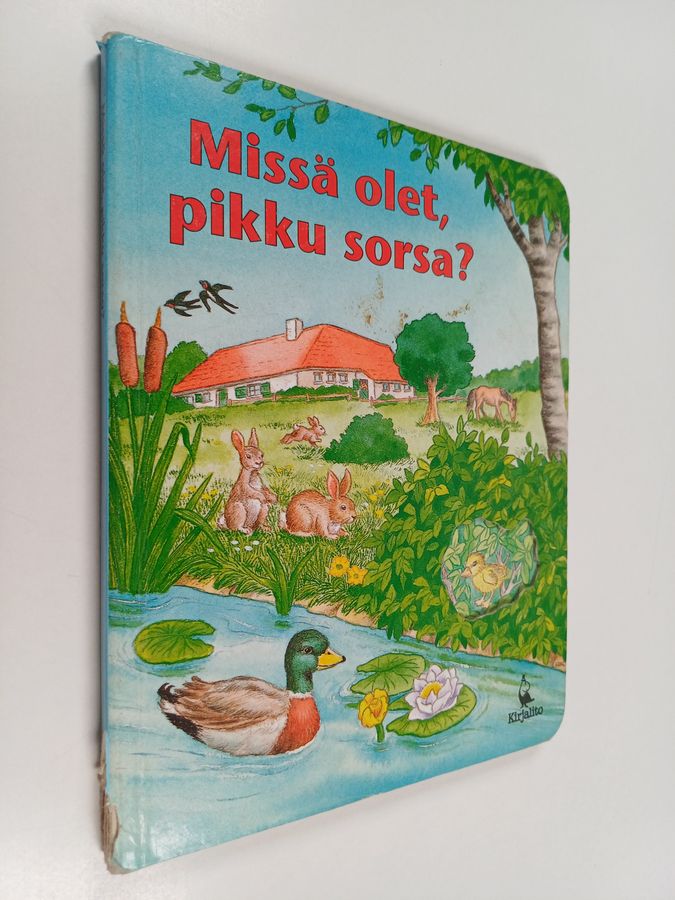 Missä olet,
pikku sorsa?
Kirjalito